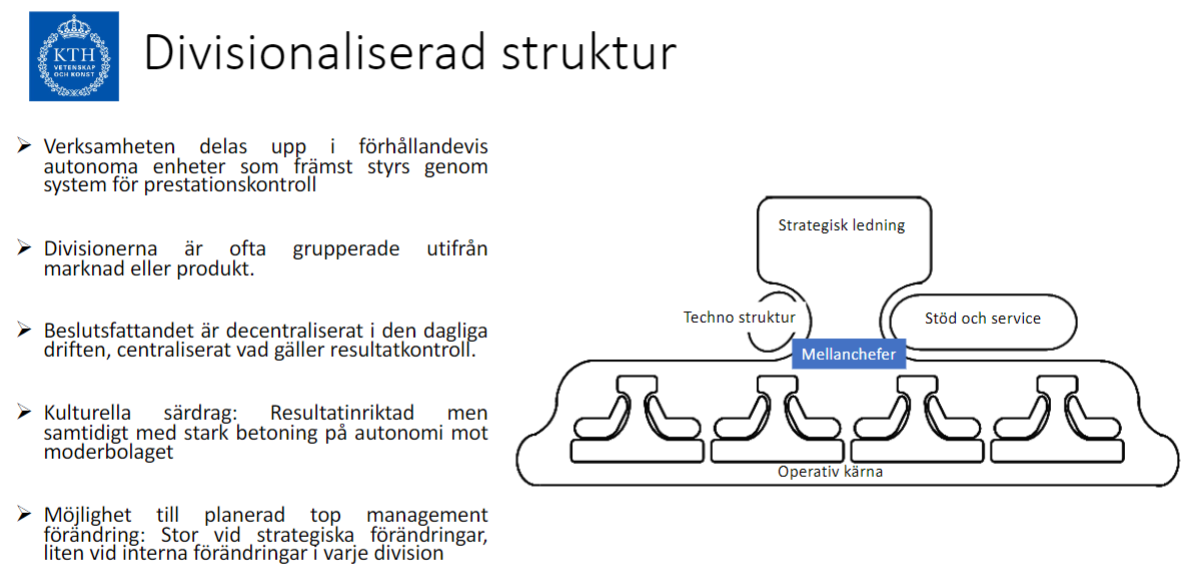 KTH
VETENSKAP
OCH KONST
Divisionaliserad struktur
➢ Verksamheten delas upp i förhållandevis
autonoma enheter som främst styrs genom
system för prestationskontroll
➢ Divisionerna är ofta grupperade utifrån
marknad eller produkt.
➢ Beslutsfattandet är decentraliserat i den dagliga
driften, centraliserat vad gäller resultatkontroll.
➢ Kulturella särdrag: Resultatinriktad men
samtidigt med stark betoning på autonomi mot
moderbolaget
➢ Möjlighet till planerad top management
förändring: Stor vid strategiska förändringar,
liten vid interna förändringar i varje division
Strategisk ledning
Techno struktur
Stöd och service
Mellanchefer
Operativ kärna